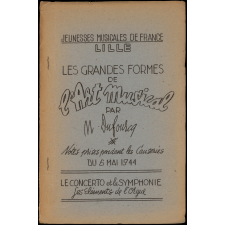 JEUNESSES MUSICALES DE FRANCE
LILLE
LES GRANDES FORMES
DE
l'Art Musical
PAR
M Dufourcq
Notes prises pendant les Causeries
DU 6 MAI 1944
LE CONCERTO et la SYMPHONIE
Les Éléments de l'Orgue